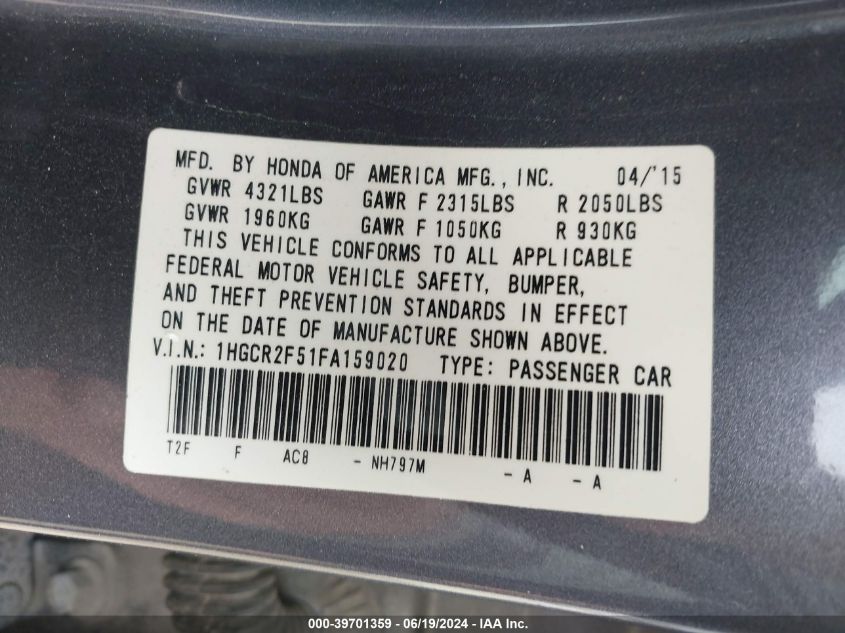 MFD. BY HONDA OF AMERICA MFG., INC. 04/'15
GVWR 4321LBS GAWR F 2315LBS R 2050LBS
GVWR 1960KG GAWR F 1050KG R 930KG
THIS VEHICLE CONFORMS TO ALL APPLICABLE
FEDERAL MOTOR VEHICLE SAFETY, BUMPER,
AND THEFT PREVENTION STANDARDS IN EFFECT
ON THE DATE OF MANUFACTURE SHOWN ABOVE.
V.I.N.: 1HGCR2F51FA159020 TYPE: PASSENGER CAR
T2F F AC8 - NH797M - A - A
000-39701359 - 06/19/2024 - IAA Inc.